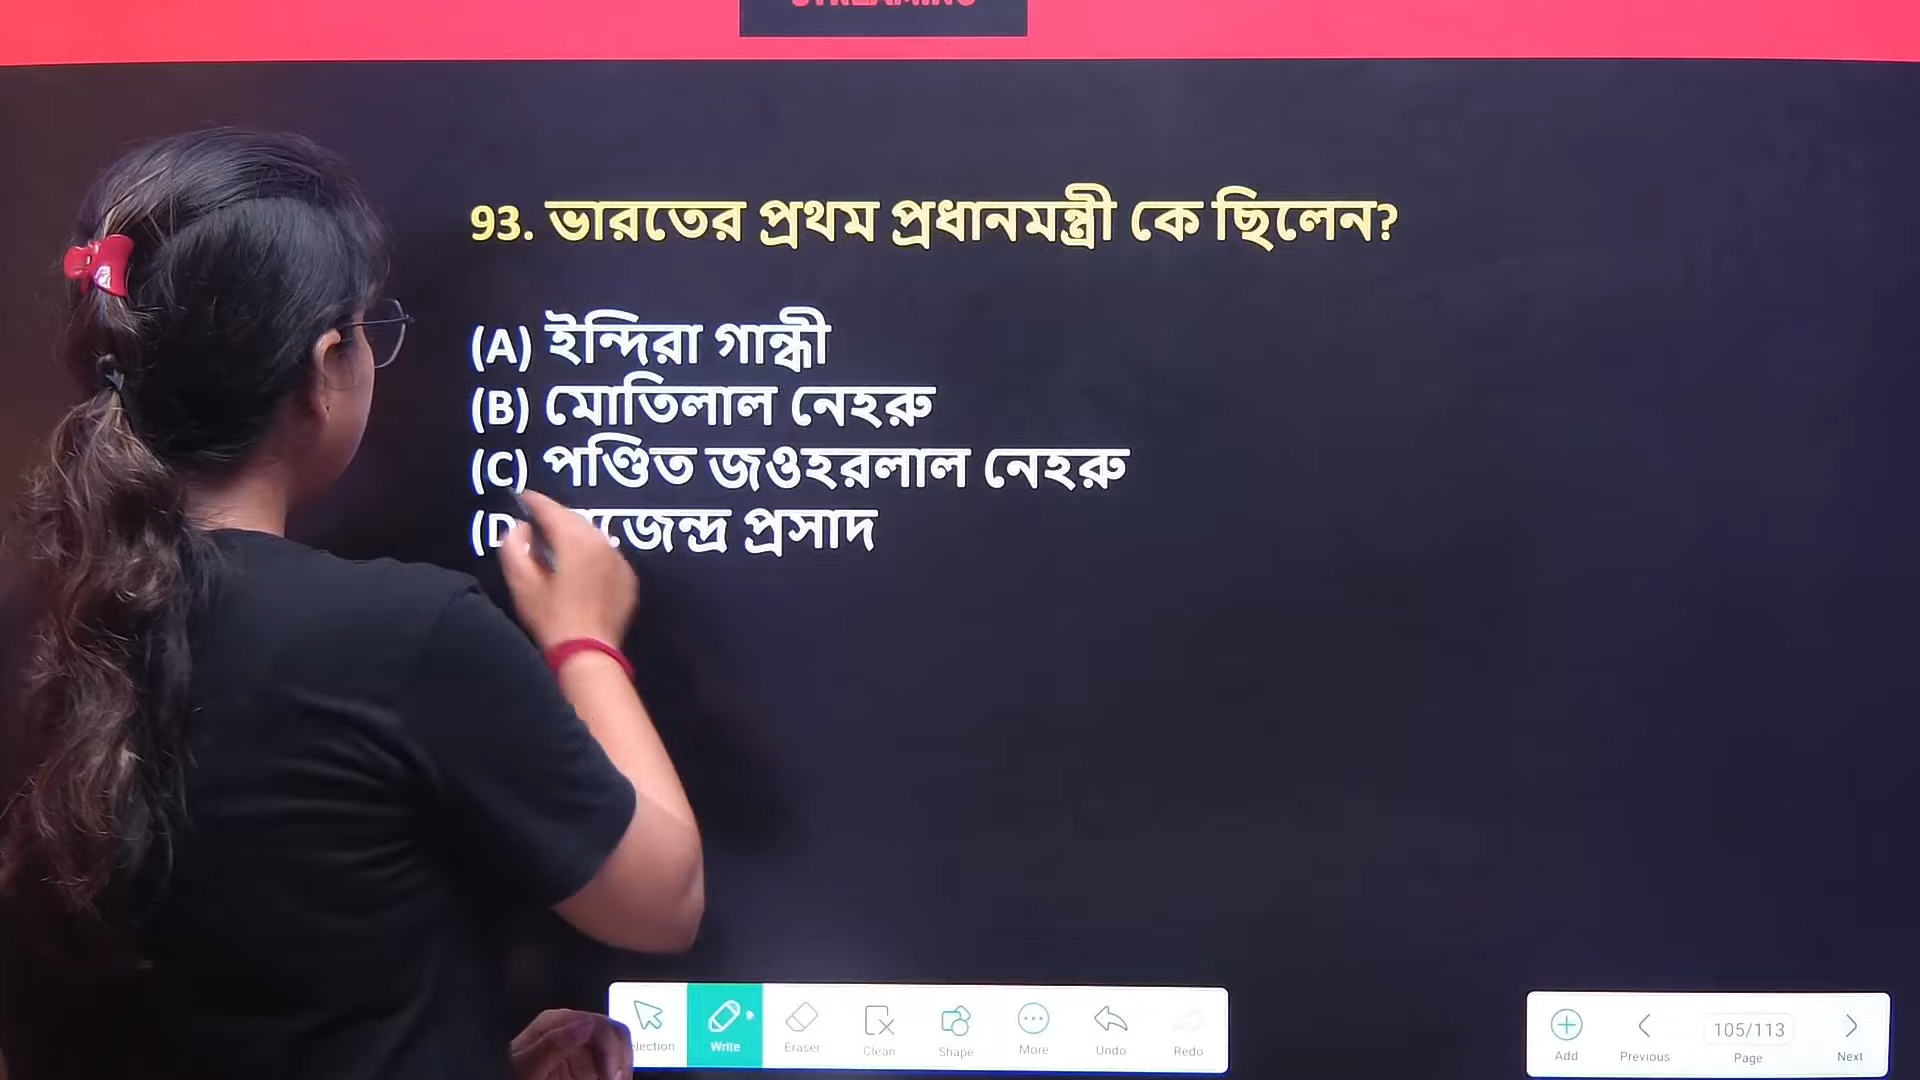 93. ভারতের প্রথম প্রধানমন্ত্রী কে ছিলেন?
(A) ইন্দিরা গান্ধী
(B) মোতিলাল নেহরু
(C) পণ্ডিত জওহরলাল নেহরু
(D প্রসাদ
Write
Eraser
Clean
Shape
More
Undo
Redo
Add
Previous
105/113
Page
Next